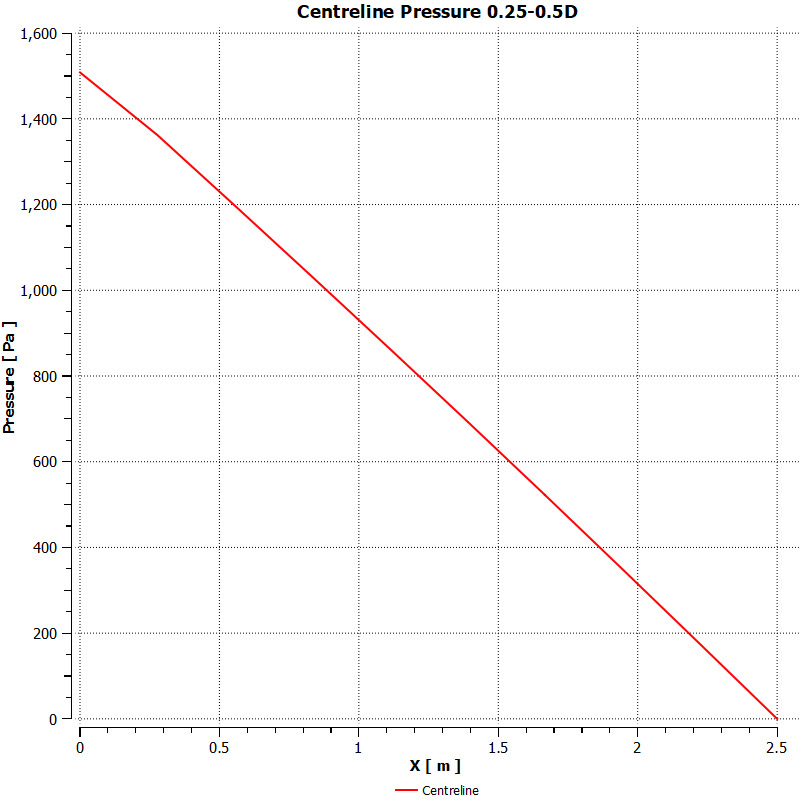 Centreline Pressure 0.25-0.5D
1,600
1,400
1,200
1,000
800
600
400
200
0
Pressure [ Pa ]
0 0.5 1 1.5 2 2.5
X [ m ]
Centreline